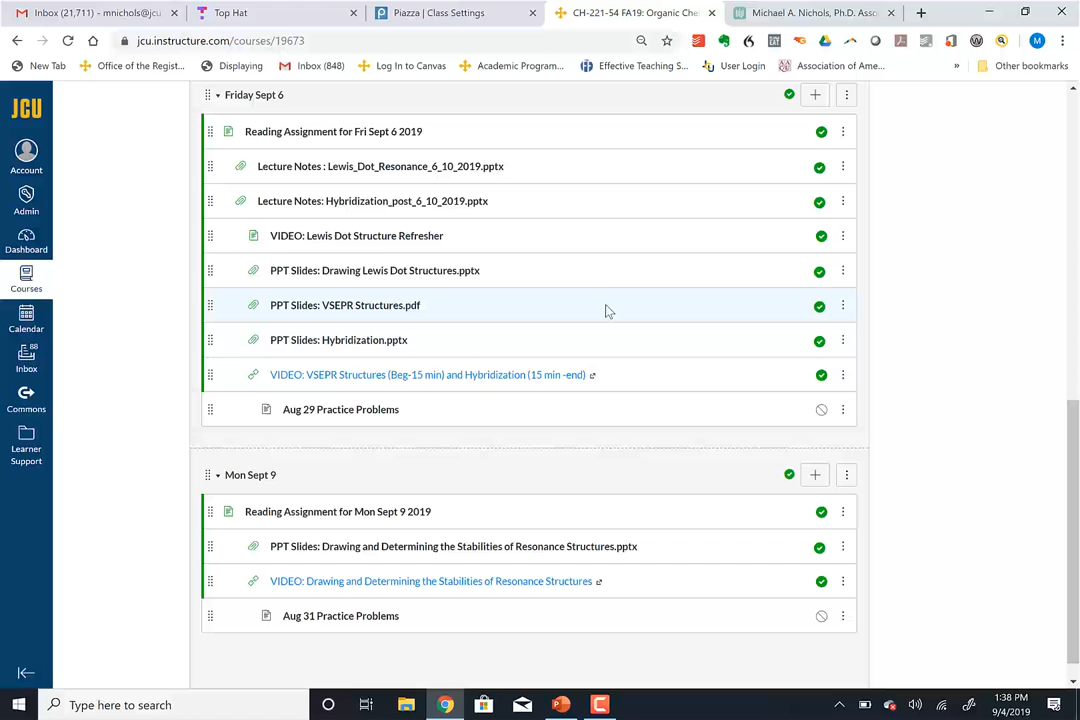 Inbox (21,711) - mnichols@jcu
Top Hat
Piazza | Class Settings
CH-221-54 FA19: Organic Che
Michael A. Nichols, Ph.D. Asso
jcu.instructure.com/courses/19673
New Tab
Office of the Regist...
Displaying
Inbox (848)
Log In to Canvas
Academic Program...
Effective Teaching S...
User Login
Association of Ame...
»
Other bookmarks
JCU
Account
Admin
Dashboard
Courses
Calendar
88
Inbox
Commons
Learner
Support
Friday Sept 6
Reading Assignment for Fri Sept 6 2019
Lecture Notes : Lewis_Dot_Resonance_6_10_2019.pptx
Lecture Notes: Hybridization_post_6_10_2019.pptx
VIDEO: Lewis Dot Structure Refresher
PPT Slides: Drawing Lewis Dot Structures.pptx
PPT Slides: VSEPR Structures.pdf
PPT Slides: Hybridization.pptx
VIDEO: VSEPR Structures (Beg-15 min) and Hybridization (15 min -end)
Aug 29 Practice Problems
Mon Sept 9
Reading Assignment for Mon Sept 9 2019
PPT Slides: Drawing and Determining the Stabilities of Resonance Structures.pptx
VIDEO: Drawing and Determining the Stabilities of Resonance Structures
Aug 31 Practice Problems
Type here to search
1:38 PM
9/4/2019